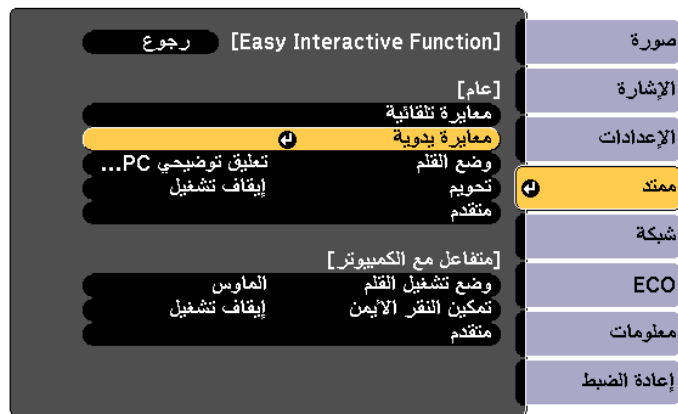 صورة
الإشارة
الإعدادات
ممتد
شبكة
ECO
معلومات
إعادة الضبط
[Easy Interactive Function] رجوع
[عام]
معايرة تلقائية
معايرة يدوية
وضع القلم تعليق توضيحي PC...
تحويم إيقاف تشغيل
متقدم
[متفاعل مع الكمبيوتر]
وضع تشغيل القلم الماوس
تمكين النقر الأيمن إيقاف تشغيل
متقدم